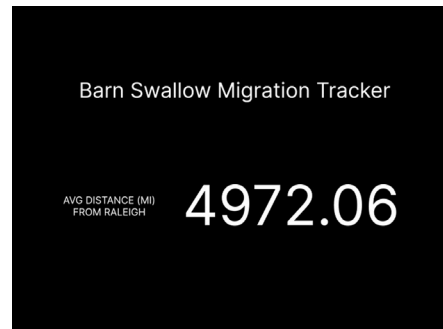 Barn Swallow Migration Tracker
AVG DISTANCE (MI)
FROM RALEIGH
4972.06